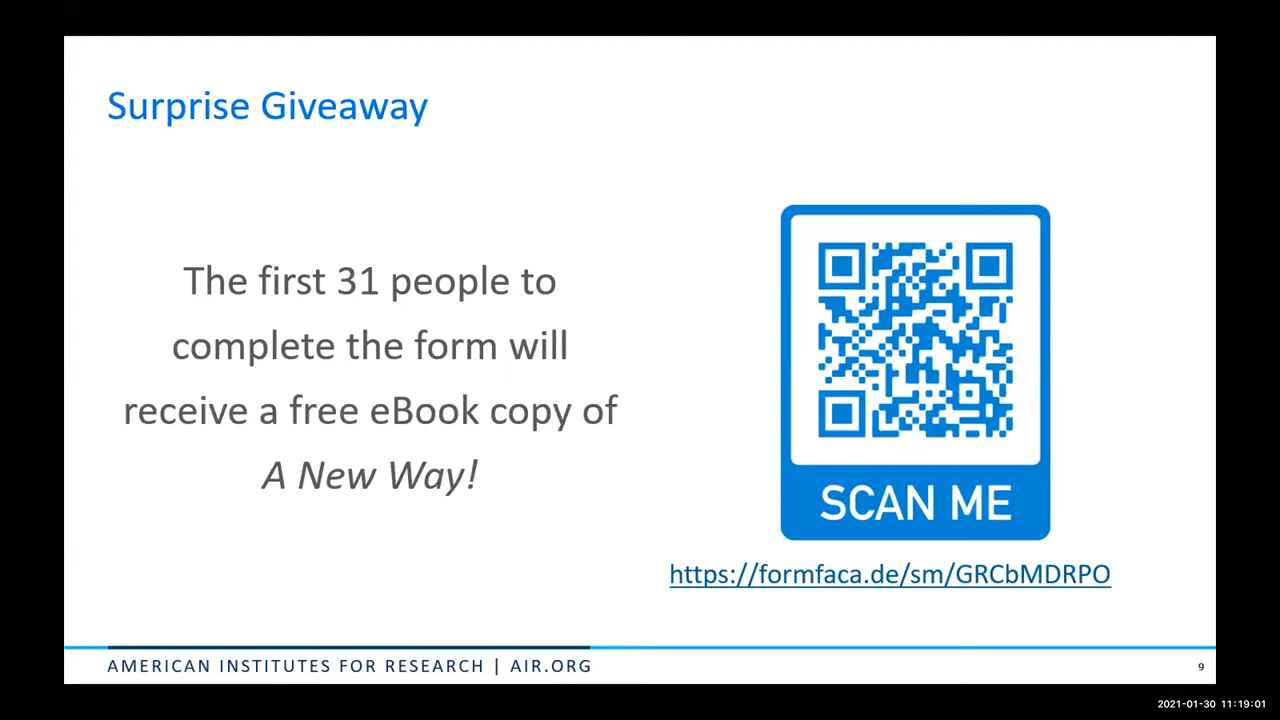 Surprise Giveaway
The first 31 people to
complete the form will
receive a free eBook copy of
A New Way!
SCAN ME
https://formfaca.de/sm/GRCbMDRPO
AMERICAN INSTITUTES FOR RESEARCH | AIR.ORG
9
2021-01-30 11:19:01